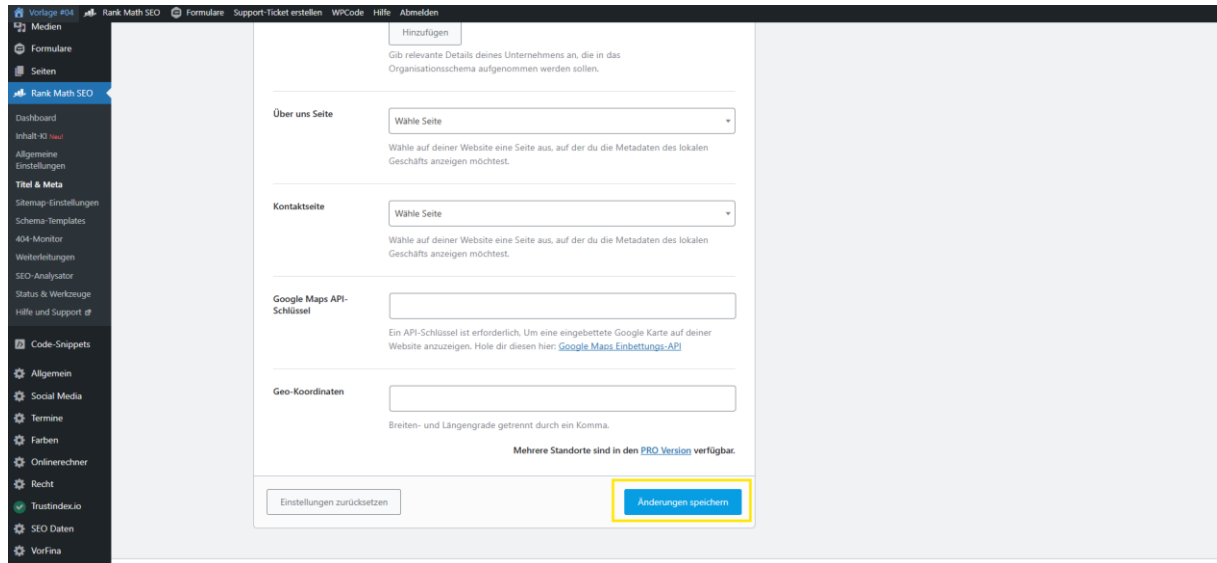 Vorlage #04 Rank Math SEO Formulare Support-Ticket erstellen WPCode Hilfe Abmelden
Medien
Formulare
Seiten
Rank Math SEO
Dashboard
Inhalt-KI Neu!
Allgemeine
Einstellungen
Titel & Meta
Sitemap-Einstellungen
Schema-Templates
404-Monitor
Weiterleitungen
SEO-Analysator
Status & Werkzeuge
Hilfe und Support
Code-Snippets
Allgemein
Social Media
Termine
Farben
Onlinerechner
Recht
Trustindex.io
SEO Daten
VorFina
Hinzufügen
Gib relevante Details deines Unternehmens an, die in das
Organisationsschema aufgenommen werden sollen.
Über uns Seite
Wähle Seite
Wähle auf deiner Website eine Seite aus, auf der du die Metadaten des lokalen
Geschäfts anzeigen möchtest.
Kontaktseite
Wähle Seite
Wähle auf deiner Website eine Seite aus, auf der du die Metadaten des lokalen
Geschäfts anzeigen möchtest.
Google Maps API-
Schlüssel
Ein API-Schlüssel ist erforderlich, Um eine eingebettete Google Karte auf deiner
Website anzuzeigen. Hole dir diesen hier: Google Maps Einbettungs-API
Geo-Koordinaten
Breiten- und Längengrade getrennt durch ein Komma.
Mehrere Standorte sind in den PRO Version verfügbar.
Einstellungen zurücksetzen
Änderungen speichern